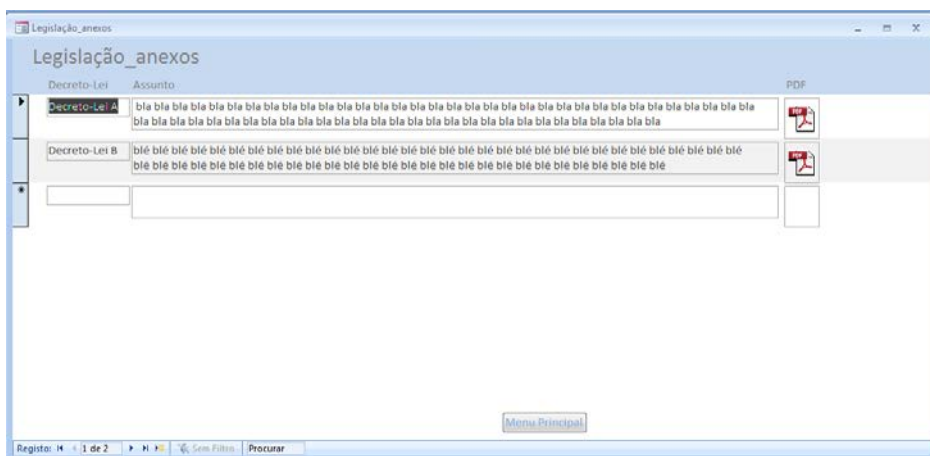 Legislação_anexos
Legislação_anexos
Decreto-Lei Assunto PDF
Decreto-Lei A bla bla bla bla bla bla bla bla bla bla bla bla bla bla bla bla bla bla bla bla bla bla bla bla bla bla bla bla bla bla bla bla bla bla
bla bla bla bla bla bla bla bla bla bla bla bla bla bla bla bla bla bla bla bla bla bla bla bla bla bla bla bla bla
Decreto-Lei B blé blé blé blé blé blé blé blé blé blé blé blé blé blé blé blé blé blé blé blé blé blé blé blé blé blé blé blé blé blé blé blé blé
blé blé blé blé blé blé blé blé blé blé blé blé blé blé blé blé blé blé blé blé blé blé blé blé blé blé blé blé blé
Menu Principal
Registo: 1 de 2 Sem Filtro Procurar